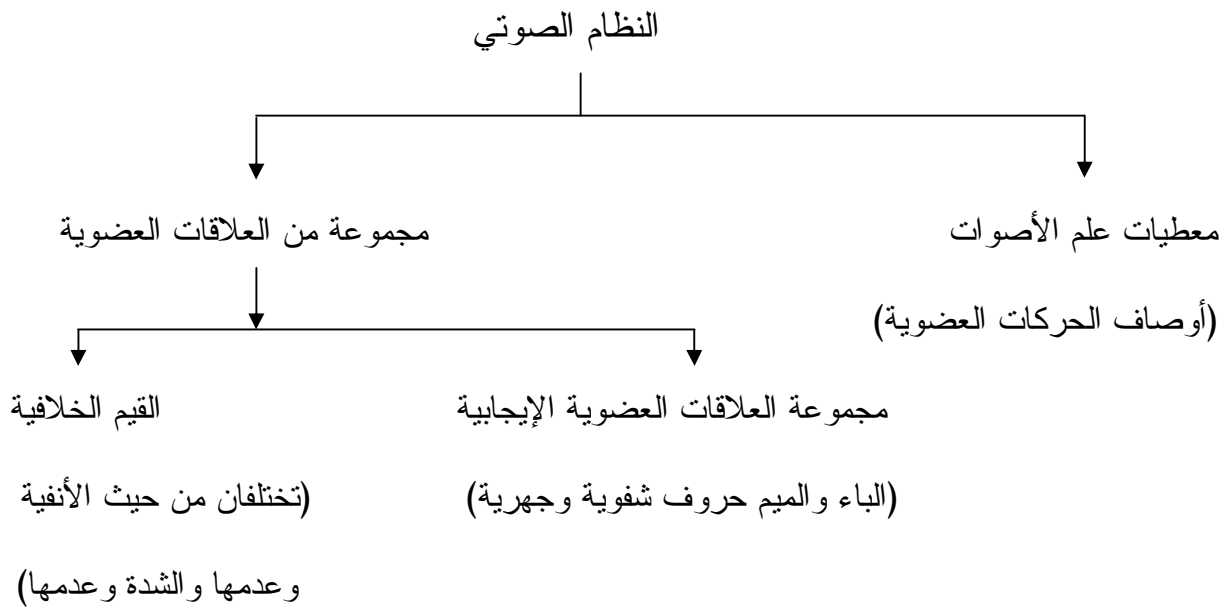 النظام الصوتي
معطيات علم الأصوات
مجموعة من العلاقات العضوية
(أوصاف الحركات العضوية)
مجموعة العلاقات العضوية الإيجابية
القيم الخلافية
(الباء والميم حروف شفوية وجهرية)
(تختلفان من حيث الأنفية
وعدمها والشدة وعدمها)